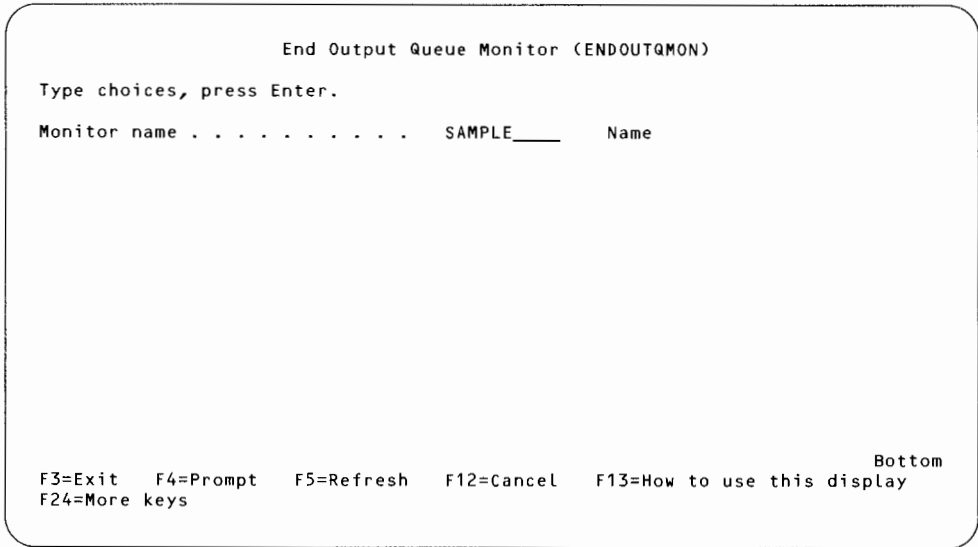 End Output Queue Monitor (ENDOUTQMON)
Type choices, press Enter.
Monitor name . . . . . . . . . . SAMPLE____ Name
Bottom
F3=Exit F4=Prompt F5=Refresh F12=Cancel F13=How to use this display
F24=More keys